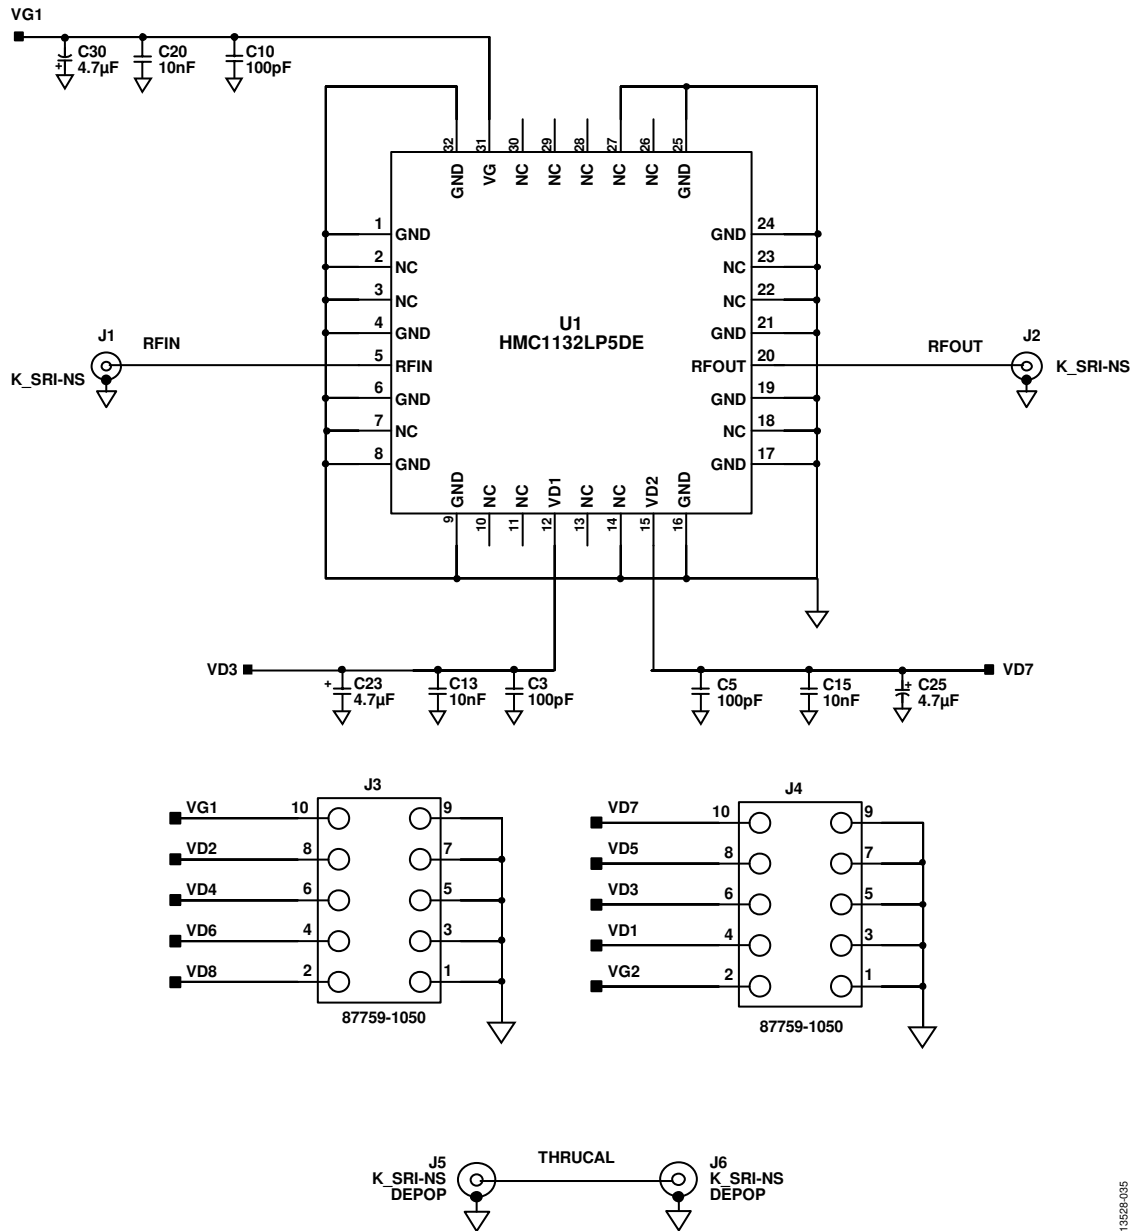 VG1
C30
4.7µF
+
C20
10nF
C10
100pF
32 31 30 29 28 27 26 25
GND VG NC NC NC NC NC GND
1 GND
2 NC
3 NC
4 GND
5 RFIN
6 GND
7 NC
8 GND
U1
HMC1132LP5DE
GND 24
NC 23
NC 22
GND 21
RFOUT 20
GND 19
NC 18
GND 17
GND NC NC VD1 NC NC VD2 GND
9 10 11 12 13 14 15 16
J1
RFIN
K_SRI-NS
J2
RFOUT
K_SRI-NS
VD3
+ C23
4.7µF
C13
10nF
C3
100pF
C5
100pF
C15
10nF
+ C25
4.7µF
VD7
J3
VG1 10 9
VD2 8 7
VD4 6 5
VD6 4 3
VD8 2 1
87759-1050
J4
VD7 10 9
VD5 8 7
VD3 6 5
VD1 4 3
VG2 2 1
87759-1050
J5
K_SRI-NS
DEPOP
THRUCAL
J6
K_SRI-NS
DEPOP
13528-035